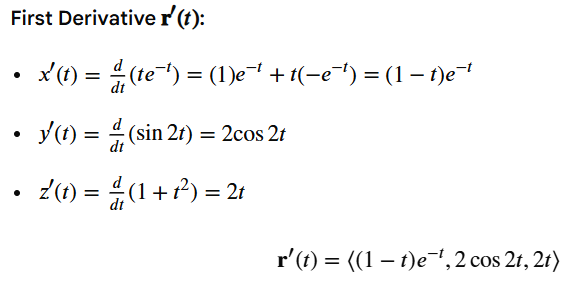 First Derivative r′(t):
• x′(t) = d/dt (te⁻ᵗ) = (1)e⁻ᵗ + t(−e⁻ᵗ) = (1 − t)e⁻ᵗ
• y′(t) = d/dt (sin 2t) = 2cos 2t
• z′(t) = d/dt (1 + t²) = 2t
r′(t) = ⟨(1 − t)e⁻ᵗ, 2 cos 2t, 2t⟩